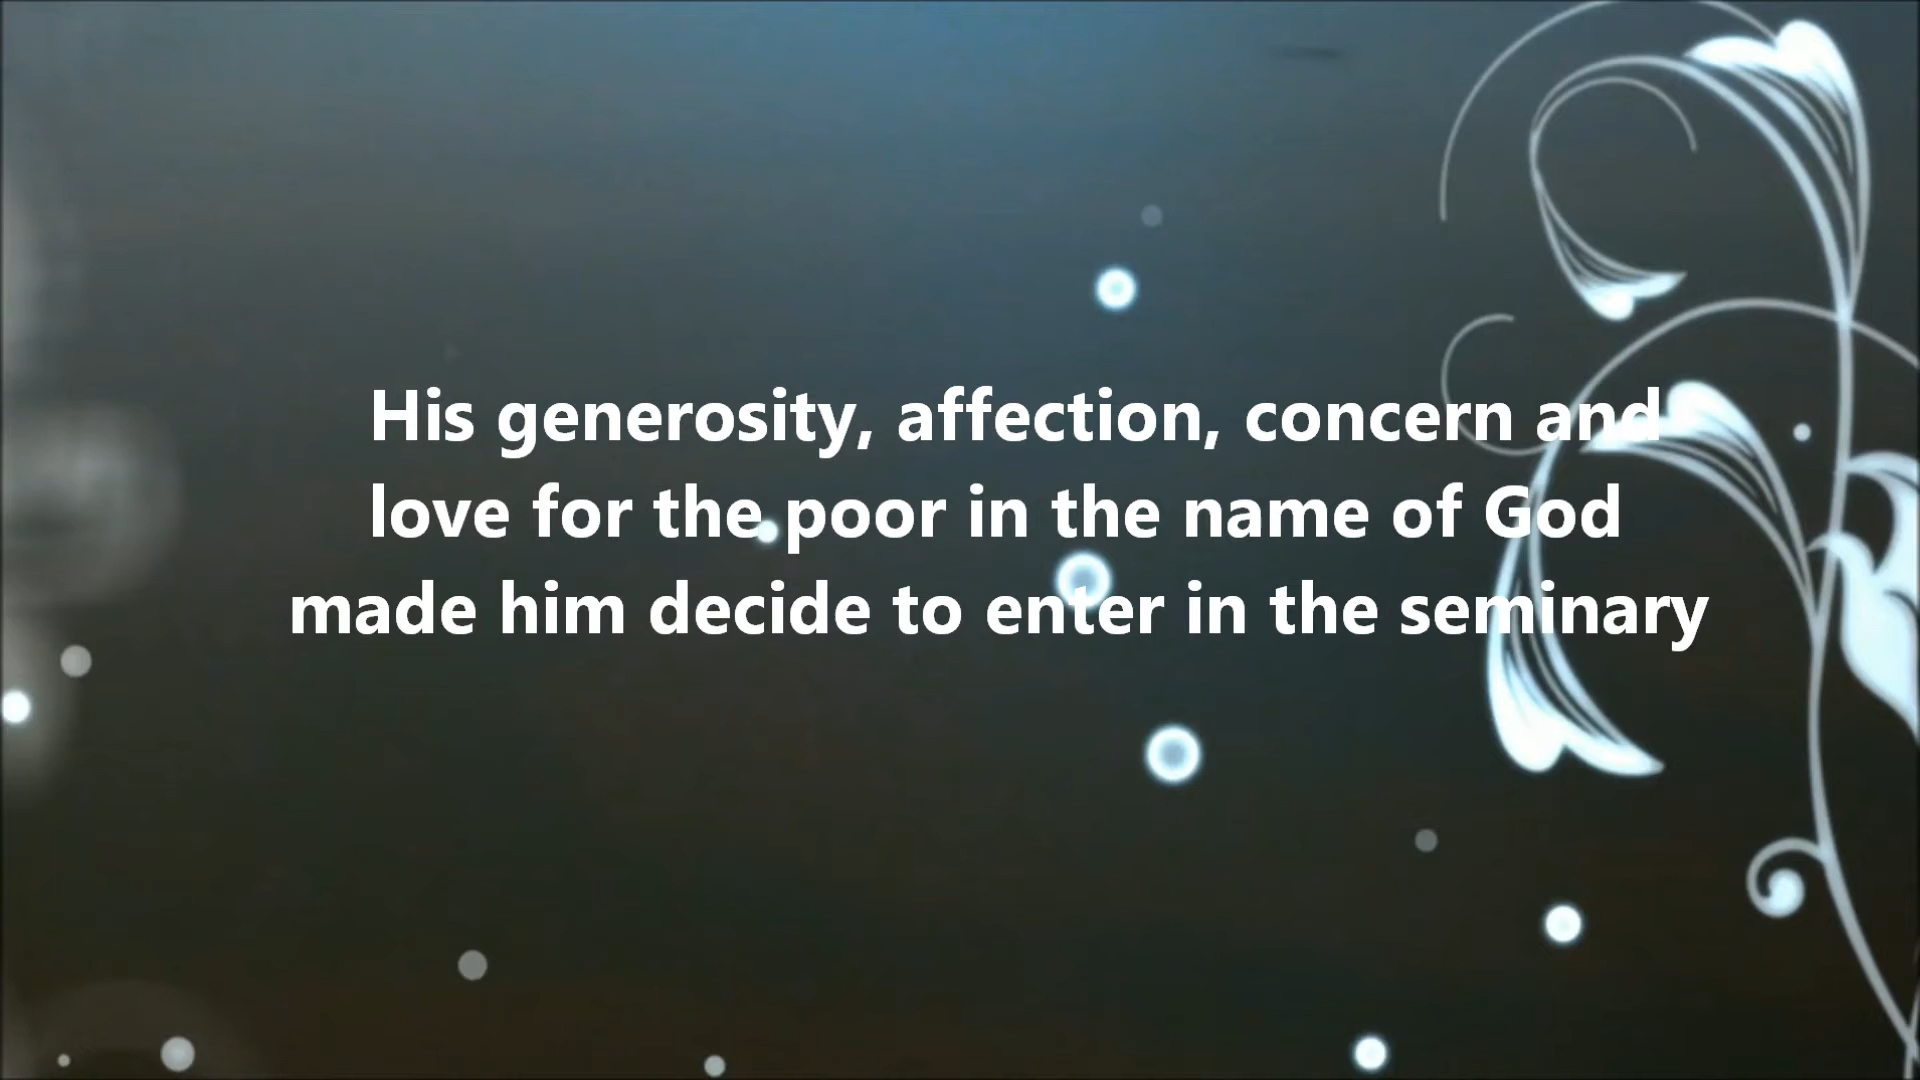 His generosity, affection, concern and
love for the poor in the name of God
made him decide to enter in the seminary